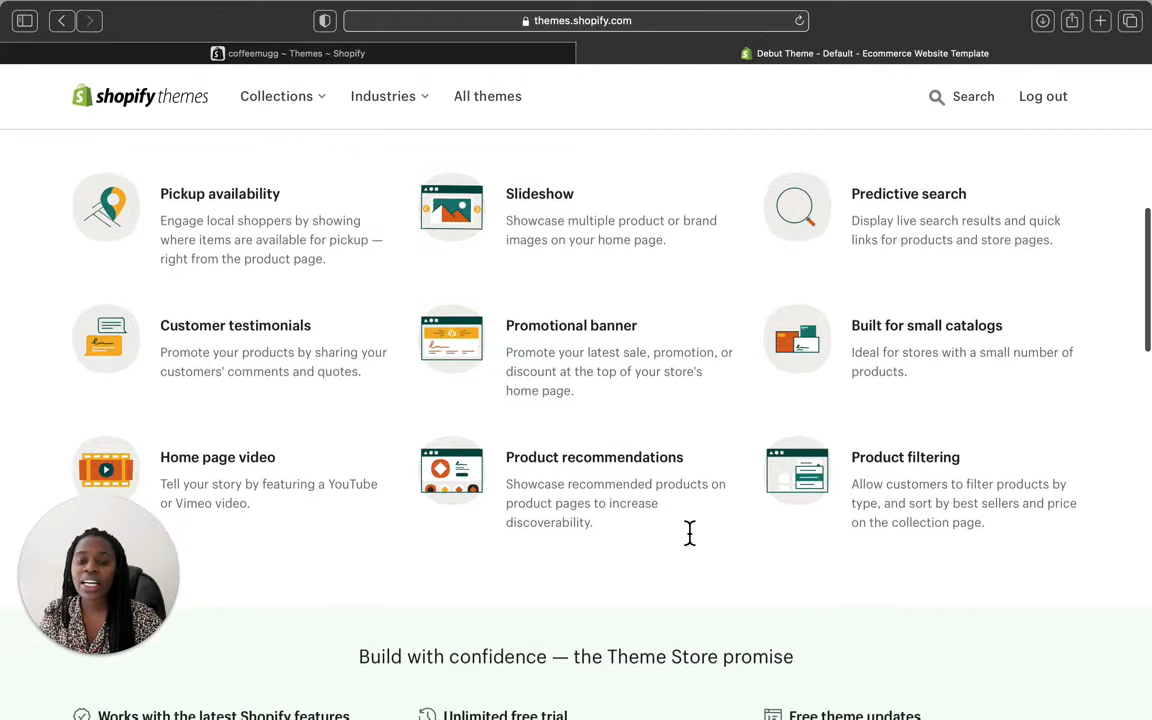 themes.shopify.com
coffeemugg ~ Themes ~ Shopify
Debut Theme - Default - Ecommerce Website Template
shopify themes
Collections
Industries
All themes
Search
Log out
Pickup availability
Engage local shoppers by showing
where items are available for pickup —
right from the product page.
Slideshow
Showcase multiple product or brand
images on your home page.
Predictive search
Display live search results and quick
links for products and store pages.
Customer testimonials
Promote your products by sharing your
customers' comments and quotes.
Promotional banner
Promote your latest sale, promotion, or
discount at the top of your store's
home page.
Built for small catalogs
Ideal for stores with a small number of
products.
Home page video
Tell your story by featuring a YouTube
or Vimeo video.
Product recommendations
Showcase recommended products on
product pages to increase
discoverability.
Product filtering
Allow customers to filter products by
type, and sort by best sellers and price
on the collection page.
Build with confidence — the Theme Store promise
Works with the latest Shopify features
Unlimited free trial
Free theme updates